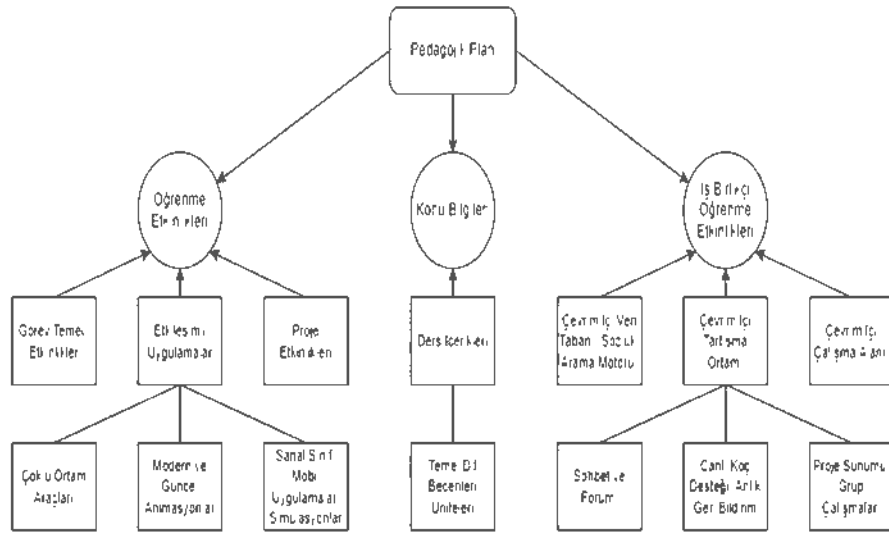 Pedagojik Plan
Öğrenme
Etkinlikleri
Konu Bilgileri
İş Birlikçi
Öğrenme
Etkinlikleri
Görev Temelli
Etkinlikler
Etkileşimli
Uygulamalar
Proje
Etkinlikleri
Ders İçerikleri
Çevrim İçi Veri
Tabanı Sözlük
Arama Motoru
Çevrim İçi
Tartışma
Ortamı
Çevrim İçi
Çalışma Alanı
Çoklu Ortam
Araçları
Modern ve
Güncel
Animasyonlar
Sanal Sınıf
Mobil
Uygulamalar
Simülasyonlar
Temel Dil
Becerileri
Üniteleri
Sohbet ve
Forum
Canlı Koç
Desteği Anlık
Geri Bildirim
Proje Sunumu
Grup
Çalışmaları